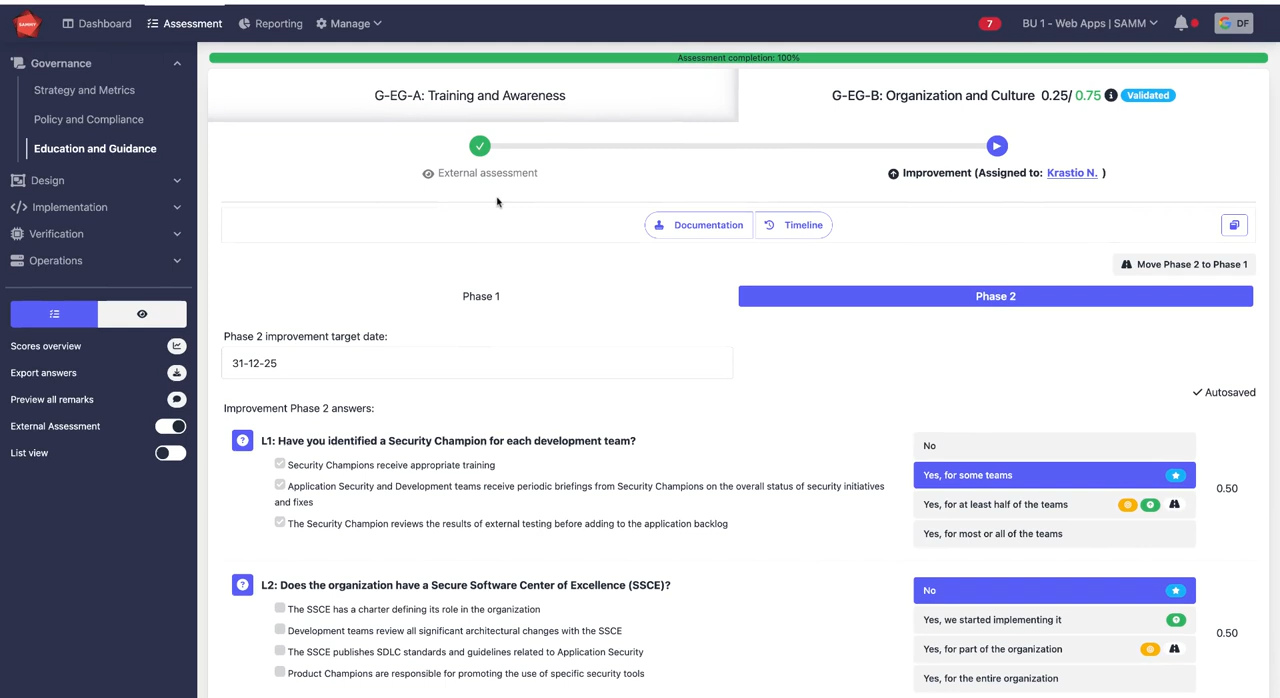 SAMMY
Dashboard
Assessment
Reporting
Manage
7
BU 1 - Web Apps | SAMM
DF
Governance
Strategy and Metrics
Policy and Compliance
Education and Guidance
Design
Implementation
Verification
Operations
Scores overview
Export answers
Preview all remarks
External Assessment
List view
Assessment completion: 100%
G-EG-A: Training and Awareness
G-EG-B: Organization and Culture 0.25/ 0.75 Validated
External assessment
Improvement (Assigned to: Krastio N. )
Documentation
Timeline
Move Phase 2 to Phase 1
Phase 1
Phase 2
Phase 2 improvement target date:
31-12-25
Autosaved
Improvement Phase 2 answers:
L1: Have you identified a Security Champion for each development team?
Security Champions receive appropriate training
Application Security and Development teams receive periodic briefings from Security Champions on the overall status of security initiatives
and fixes
The Security Champion reviews the results of external testing before adding to the application backlog
No
Yes, for some teams
Yes, for at least half of the teams
Yes, for most or all of the teams
0.50
L2: Does the organization have a Secure Software Center of Excellence (SSCE)?
The SSCE has a charter defining its role in the organization
Development teams review all significant architectural changes with the SSCE
The SSCE publishes SDLC standards and guidelines related to Application Security
Product Champions are responsible for promoting the use of specific security tools
No
Yes, we started implementing it
Yes, for part of the organization
Yes, for the entire organization
0.50